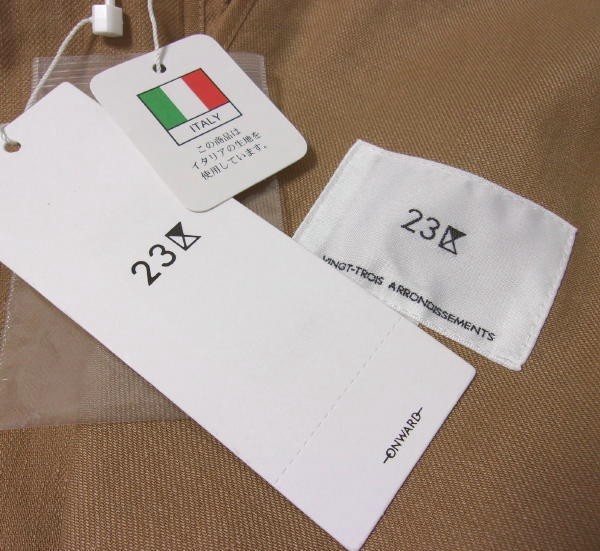 ITALY
この商品は
イタリアの生地を
使用しています。
23区
ONWARD
23区
VINGT-TROIS ARRONDISSEMENTS